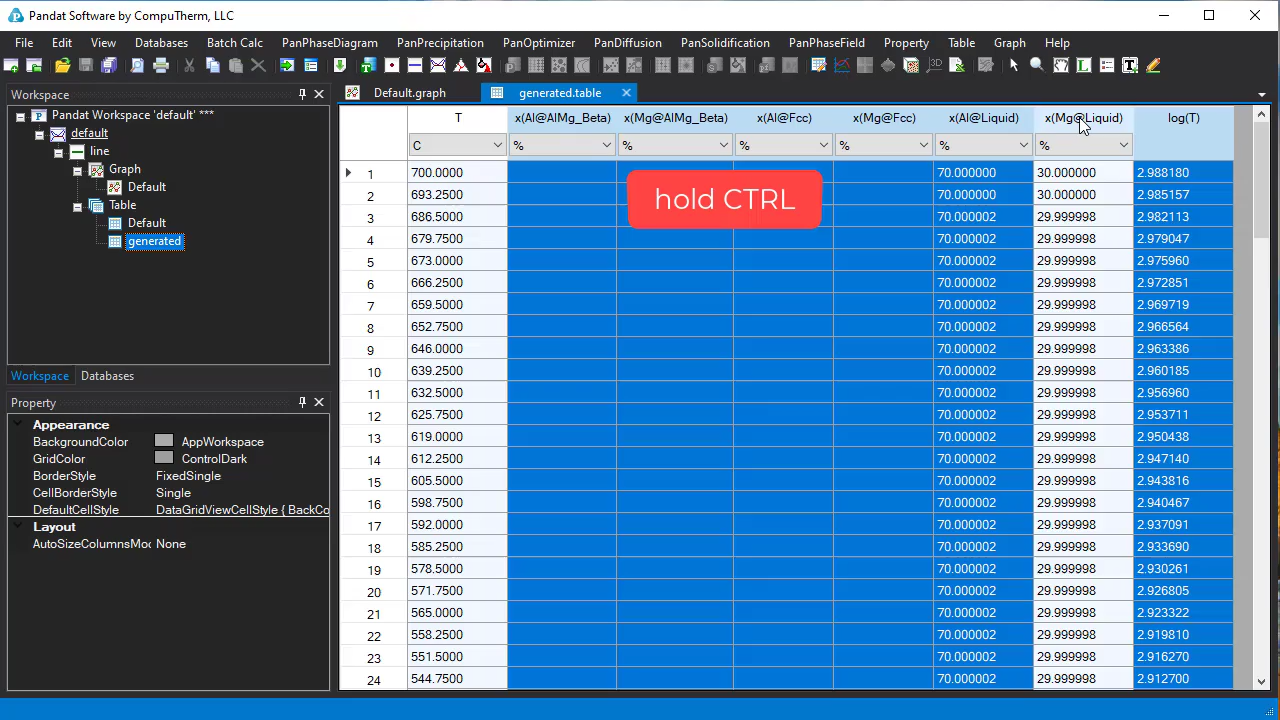 Pandat Software by CompuTherm, LLC
File Edit View Databases Batch Calc PanPhaseDiagram PanPrecipitation PanOptimizer PanDiffusion PanSolidification PanPhaseField Property Table Graph Help
Workspace
Pandat Workspace 'default' ***
default
line
Graph
Default
Table
Default
generated
Workspace Databases
Property
Appearance
BackgroundColor AppWorkspace
GridColor ControlDark
BorderStyle FixedSingle
CellBorderStyle Single
DefaultCellStyle DataGridViewCellStyle { BackCo
Layout
AutoSizeColumnsMoc None
Default.graph generated.table
T x(Al@AlMg_Beta) x(Mg@AlMg_Beta) x(Al@Fcc) x(Mg@Fcc) x(Al@Liquid) x(Mg@Liquid) log(T)
C % % % % % %
hold CTRL
1 700.0000 70.000000 30.000000 2.988180
2 693.2500 70.000000 30.000000 2.985157
3 686.5000 70.000002 29.999998 2.982113
4 679.7500 70.000002 29.999998 2.979047
5 673.0000 70.000002 29.999998 2.975960
6 666.2500 70.000002 29.999998 2.972851
7 659.5000 70.000002 29.999998 2.969719
8 652.7500 70.000002 29.999998 2.966564
9 646.0000 70.000002 29.999998 2.963386
10 639.2500 70.000002 29.999998 2.960185
11 632.5000 70.000002 29.999998 2.956960
12 625.7500 70.000002 29.999998 2.953711
13 619.0000 70.000002 29.999998 2.950438
14 612.2500 70.000002 29.999998 2.947140
15 605.5000 70.000002 29.999998 2.943816
16 598.7500 70.000002 29.999998 2.940467
17 592.0000 70.000002 29.999998 2.937091
18 585.2500 70.000002 29.999998 2.933690
19 578.5000 70.000002 29.999998 2.930261
20 571.7500 70.000002 29.999998 2.926805
21 565.0000 70.000002 29.999998 2.923322
22 558.2500 70.000002 29.999998 2.919810
23 551.5000 70.000002 29.999998 2.916270
24 544.7500 70.000002 29.999998 2.912700